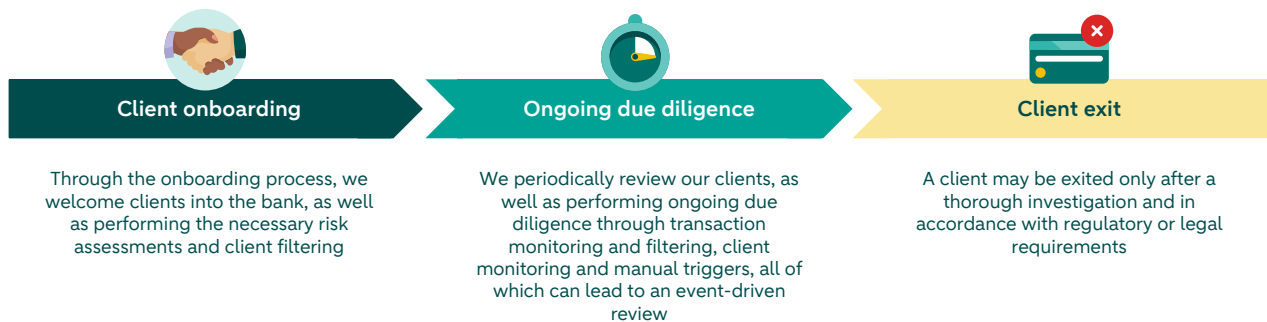 Client onboarding
Through the onboarding process, we
welcome clients into the bank, as well
as performing the necessary risk
assessments and client filtering
Ongoing due diligence
We periodically review our clients, as
well as performing ongoing due
diligence through transaction
monitoring and filtering, client
monitoring and manual triggers, all of
which can lead to an event-driven
review
Client exit
A client may be exited only after a
thorough investigation and in
accordance with regulatory or legal
requirements